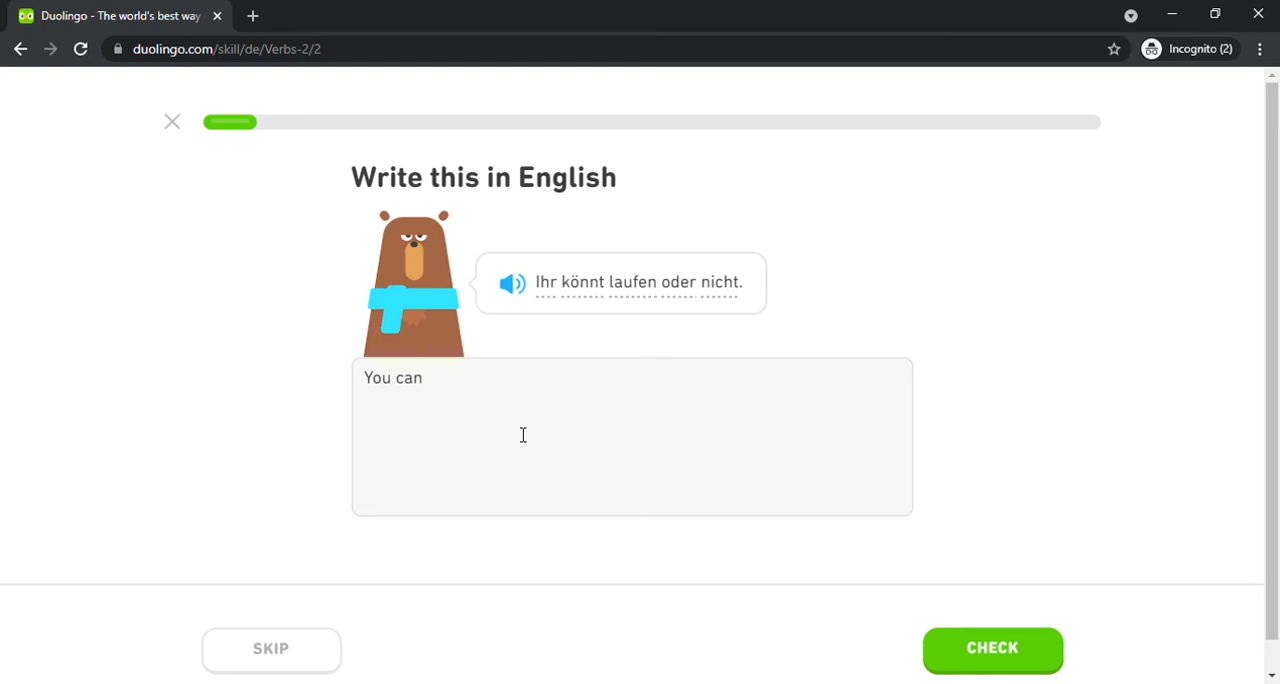 Duolingo - The world's best way
duolingo.com/skill/de/Verbs-2/2
Incognito (2)
Write this in English
Ihr könnt laufen oder nicht.
You can
SKIP
CHECK